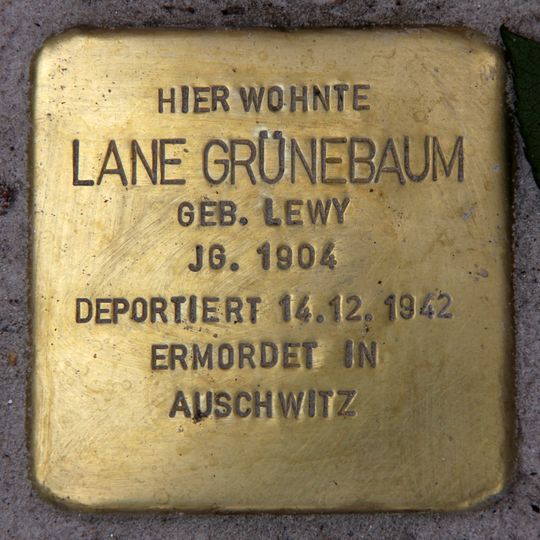 HIER WOHNTE
LANE GRÜNEBAUM
GEB. LEWY
JG. 1904
DEPORTIERT 14.12.1942
ERMORDET IN
AUSCHWITZ